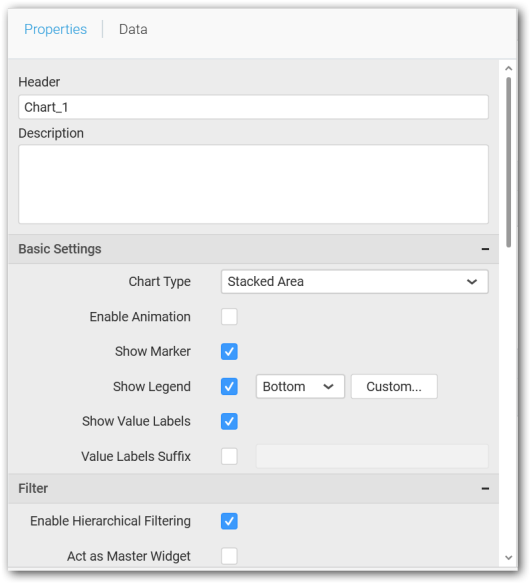 Properties | Data
Header
Chart_1
Description
Basic Settings
Chart Type Stacked Area
Enable Animation
Show Marker
Show Legend Bottom Custom...
Show Value Labels
Value Labels Suffix
Filter
Enable Hierarchical Filtering
Act as Master Widget